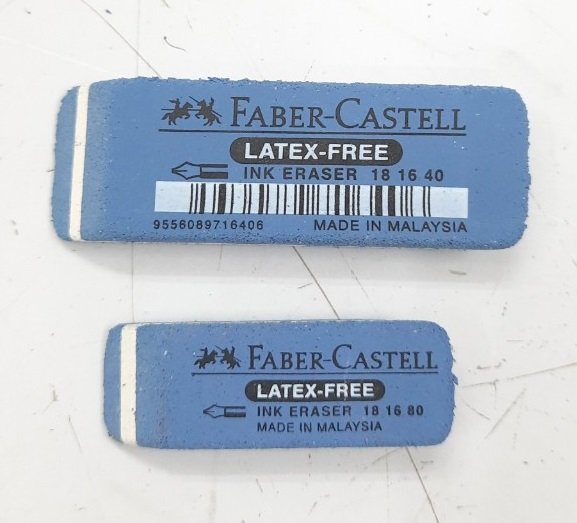 FABER-CASTELL
LATEX-FREE
INK ERASER 18 16 40
9556089716406 MADE IN MALAYSIA
FABER-CASTELL
LATEX-FREE
INK ERASER 18 16 80
MADE IN MALAYSIA